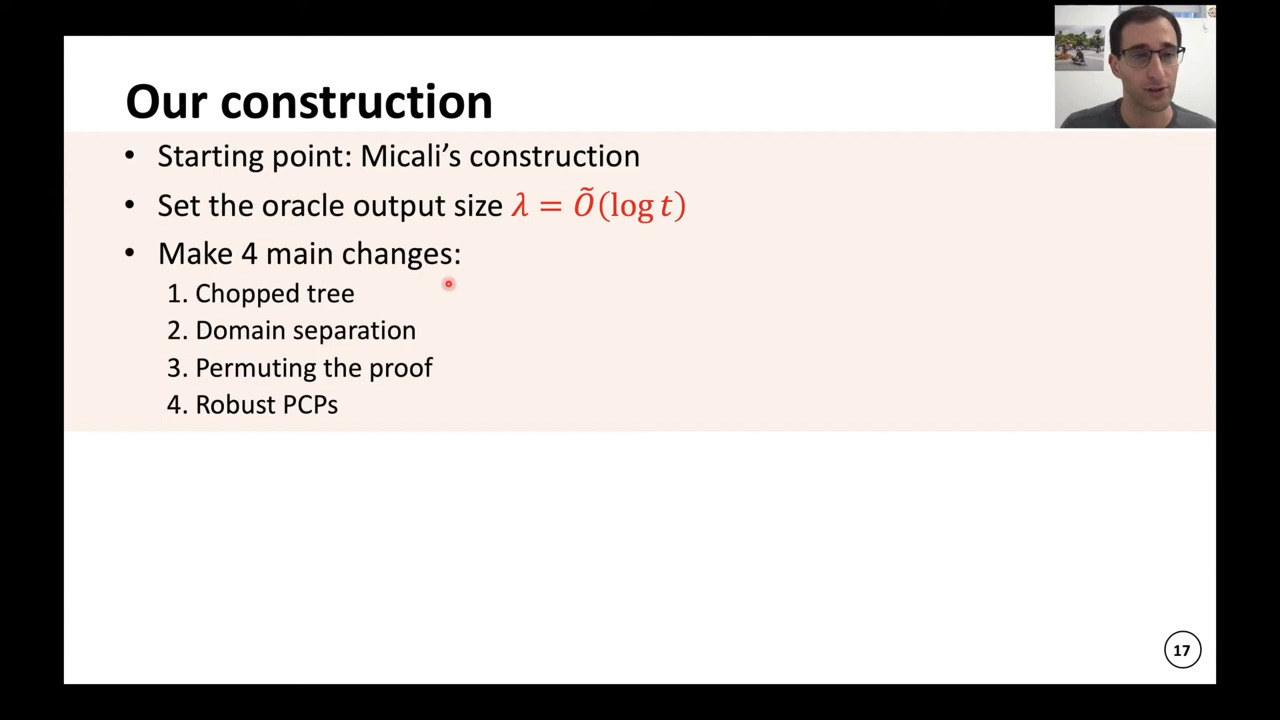 Our construction
• Starting point: Micali’s construction
• Set the oracle output size λ = Õ(log t)
• Make 4 main changes:
1. Chopped tree
2. Domain separation
3. Permuting the proof
4. Robust PCPs
17